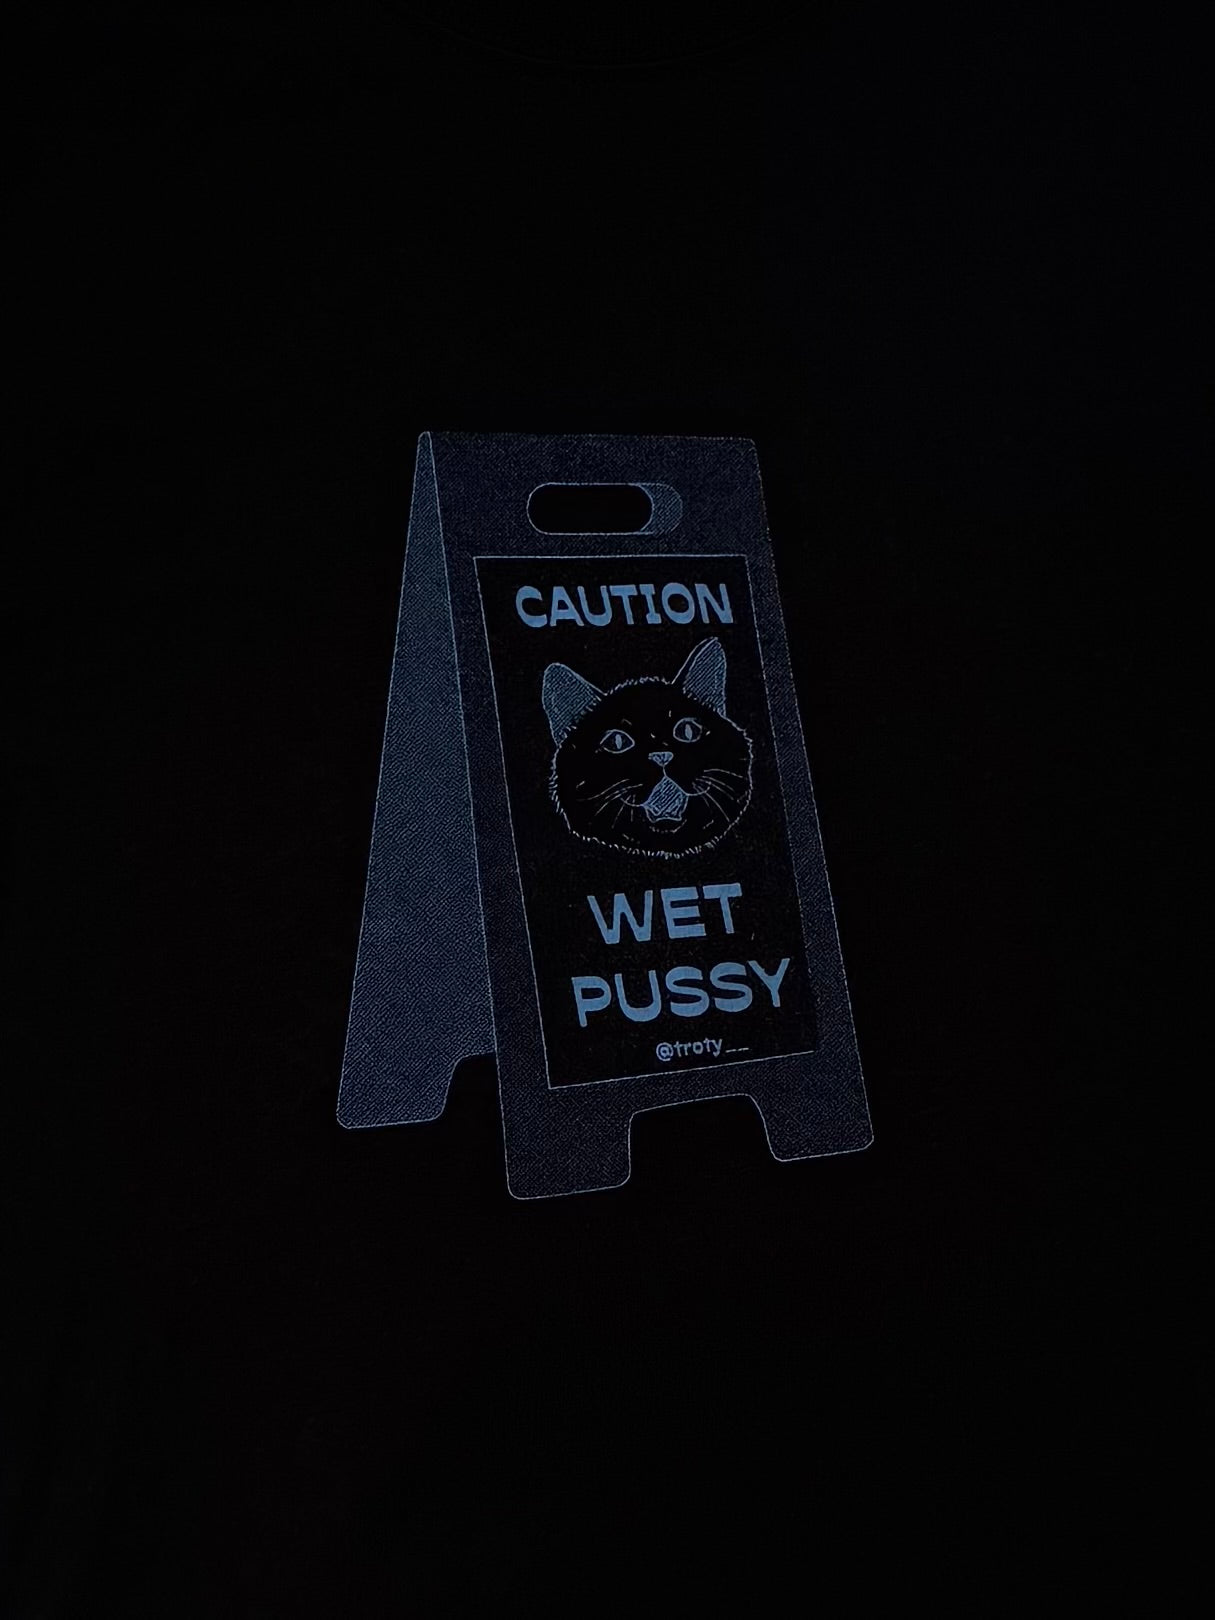 CAUTION
WET
PUSSY
@troty__